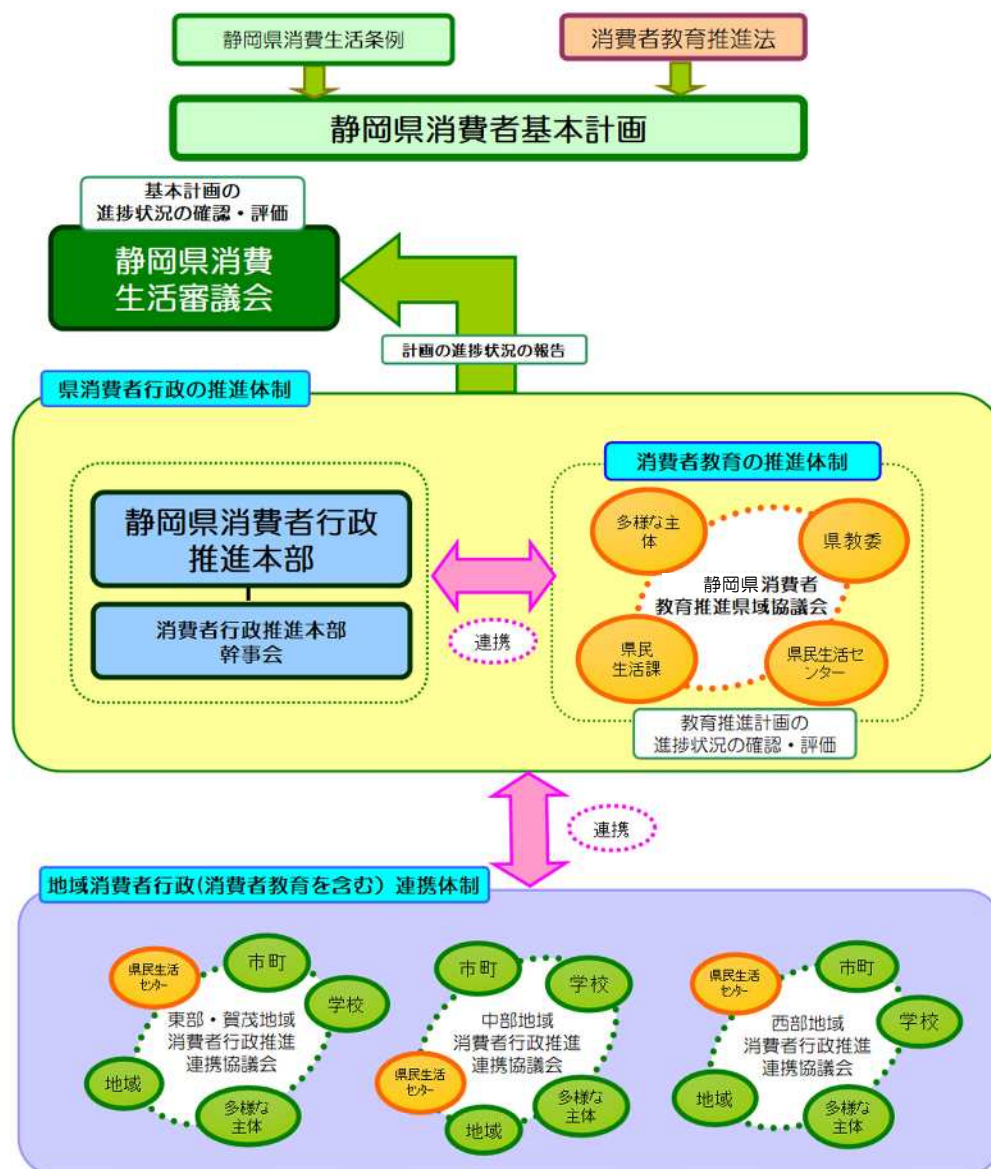 静岡県消費生活条例
消費者教育推進法
静岡県消費者基本計画
基本計画の
進捗状況の確認・評価
静岡県消費
生活審議会
計画の進捗状況の報告
県消費者行政の推進体制
静岡県消費者行政
推進本部
消費者行政推進本部
幹事会
連携
消費者教育の推進体制
多様な主
体
県教委
静岡県消費者
教育推進県域協議会
県民
生活課
県民生活セ
ンター
教育推進計画の
進捗状況の確認・評価
連携
地域消費者行政(消費者教育を含む）連携体制
県民生活
センター
市町
学校
東部・賀茂地域
消費者行政推進
連携協議会
地域
多様な
主体
市町
学校
中部地域
消費者行政推進
連携協議会
県民生活
センター
地域
多様な
主体
県民生活
センター
市町
学校
西部地域
消費者行政推進
連携協議会
地域
多様な
主体